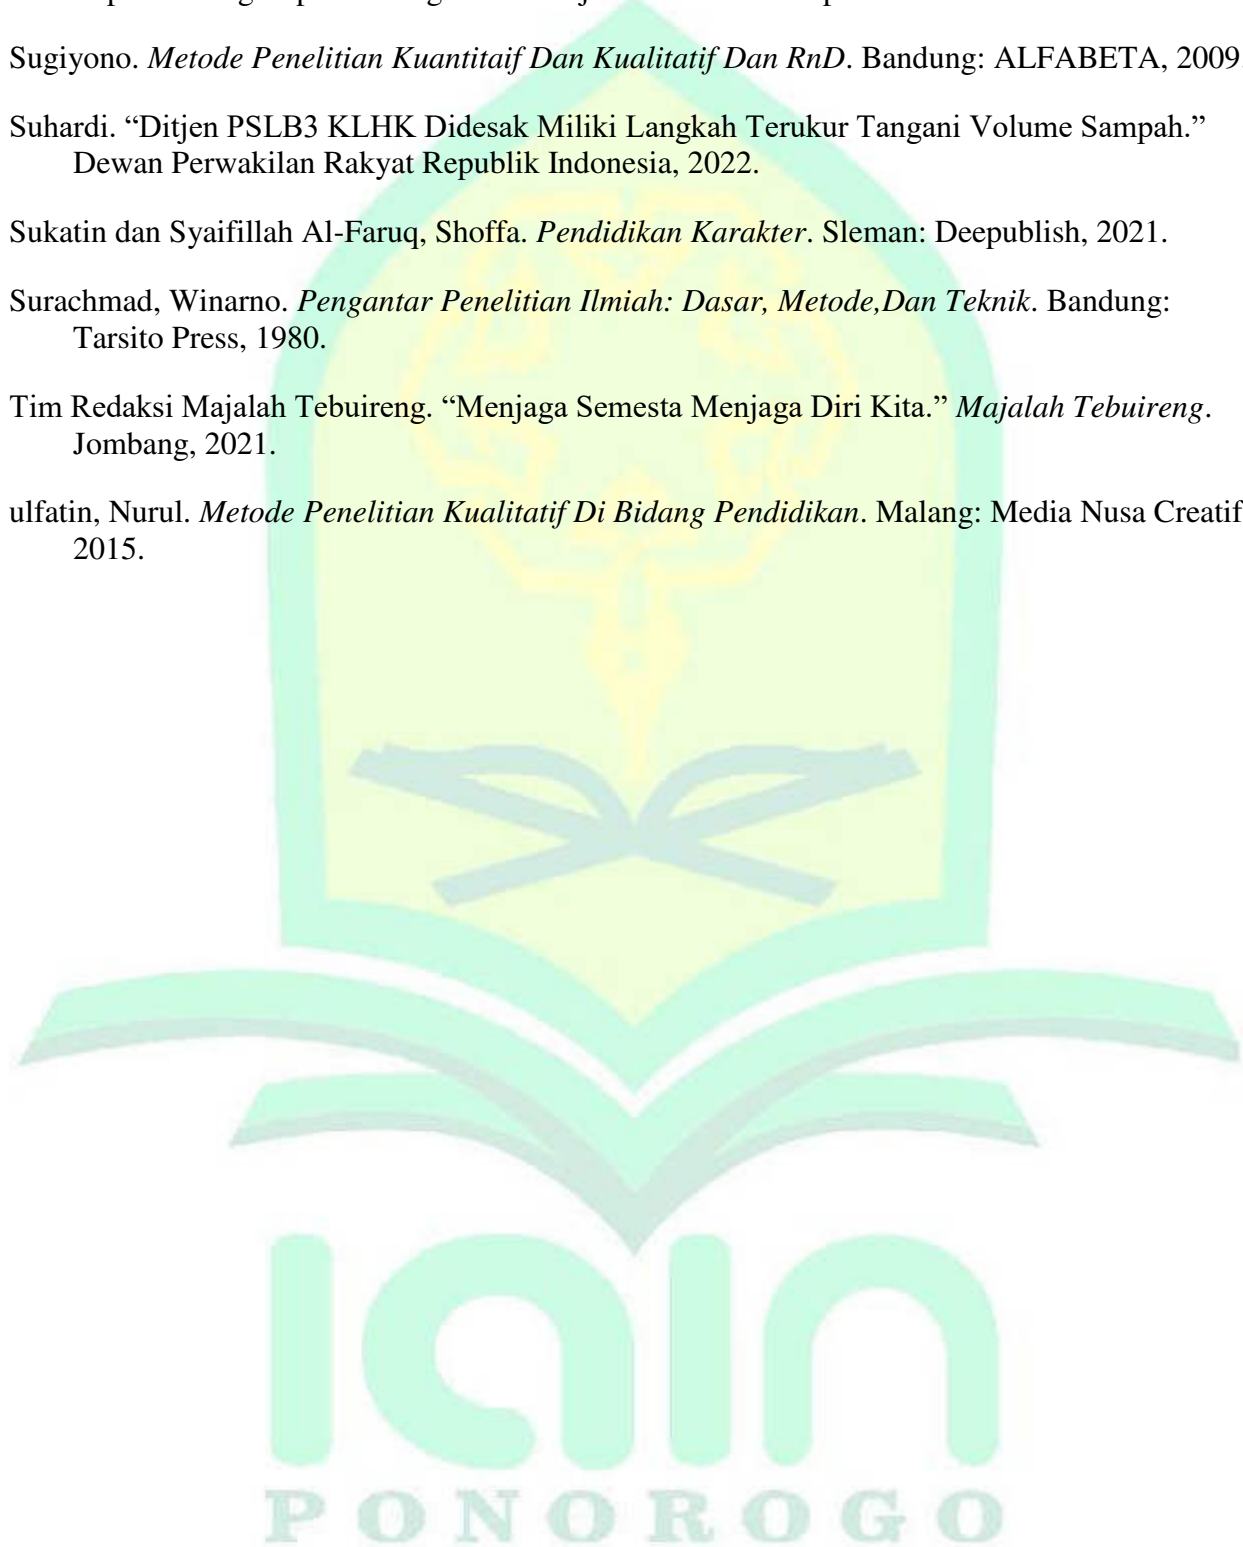 Sugiyono. Metode Penelitian Kuantitaif Dan Kualitatif Dan RnD. Bandung: ALFABETA, 2009
Suhardi. “Ditjen PSLB3 KLHK Didesak Miliki Langkah Terukur Tangani Volume Sampah.”
Dewan Perwakilan Rakyat Republik Indonesia, 2022.
Sukatin dan Syaifillah Al-Faruq, Shoffa. Pendidikan Karakter. Sleman: Deepublish, 2021.
Surachmad, Winarno. Pengantar Penelitian Ilmiah: Dasar, Metode,Dan Teknik. Bandung:
Tarsito Press, 1980.
Tim Redaksi Majalah Tebuireng. “Menjaga Semesta Menjaga Diri Kita.” Majalah Tebuireng.
Jombang, 2021.
ulfatin, Nurul. Metode Penelitian Kualitatif Di Bidang Pendidikan. Malang: Media Nusa Creatif
2015.
iain
PONOROGO